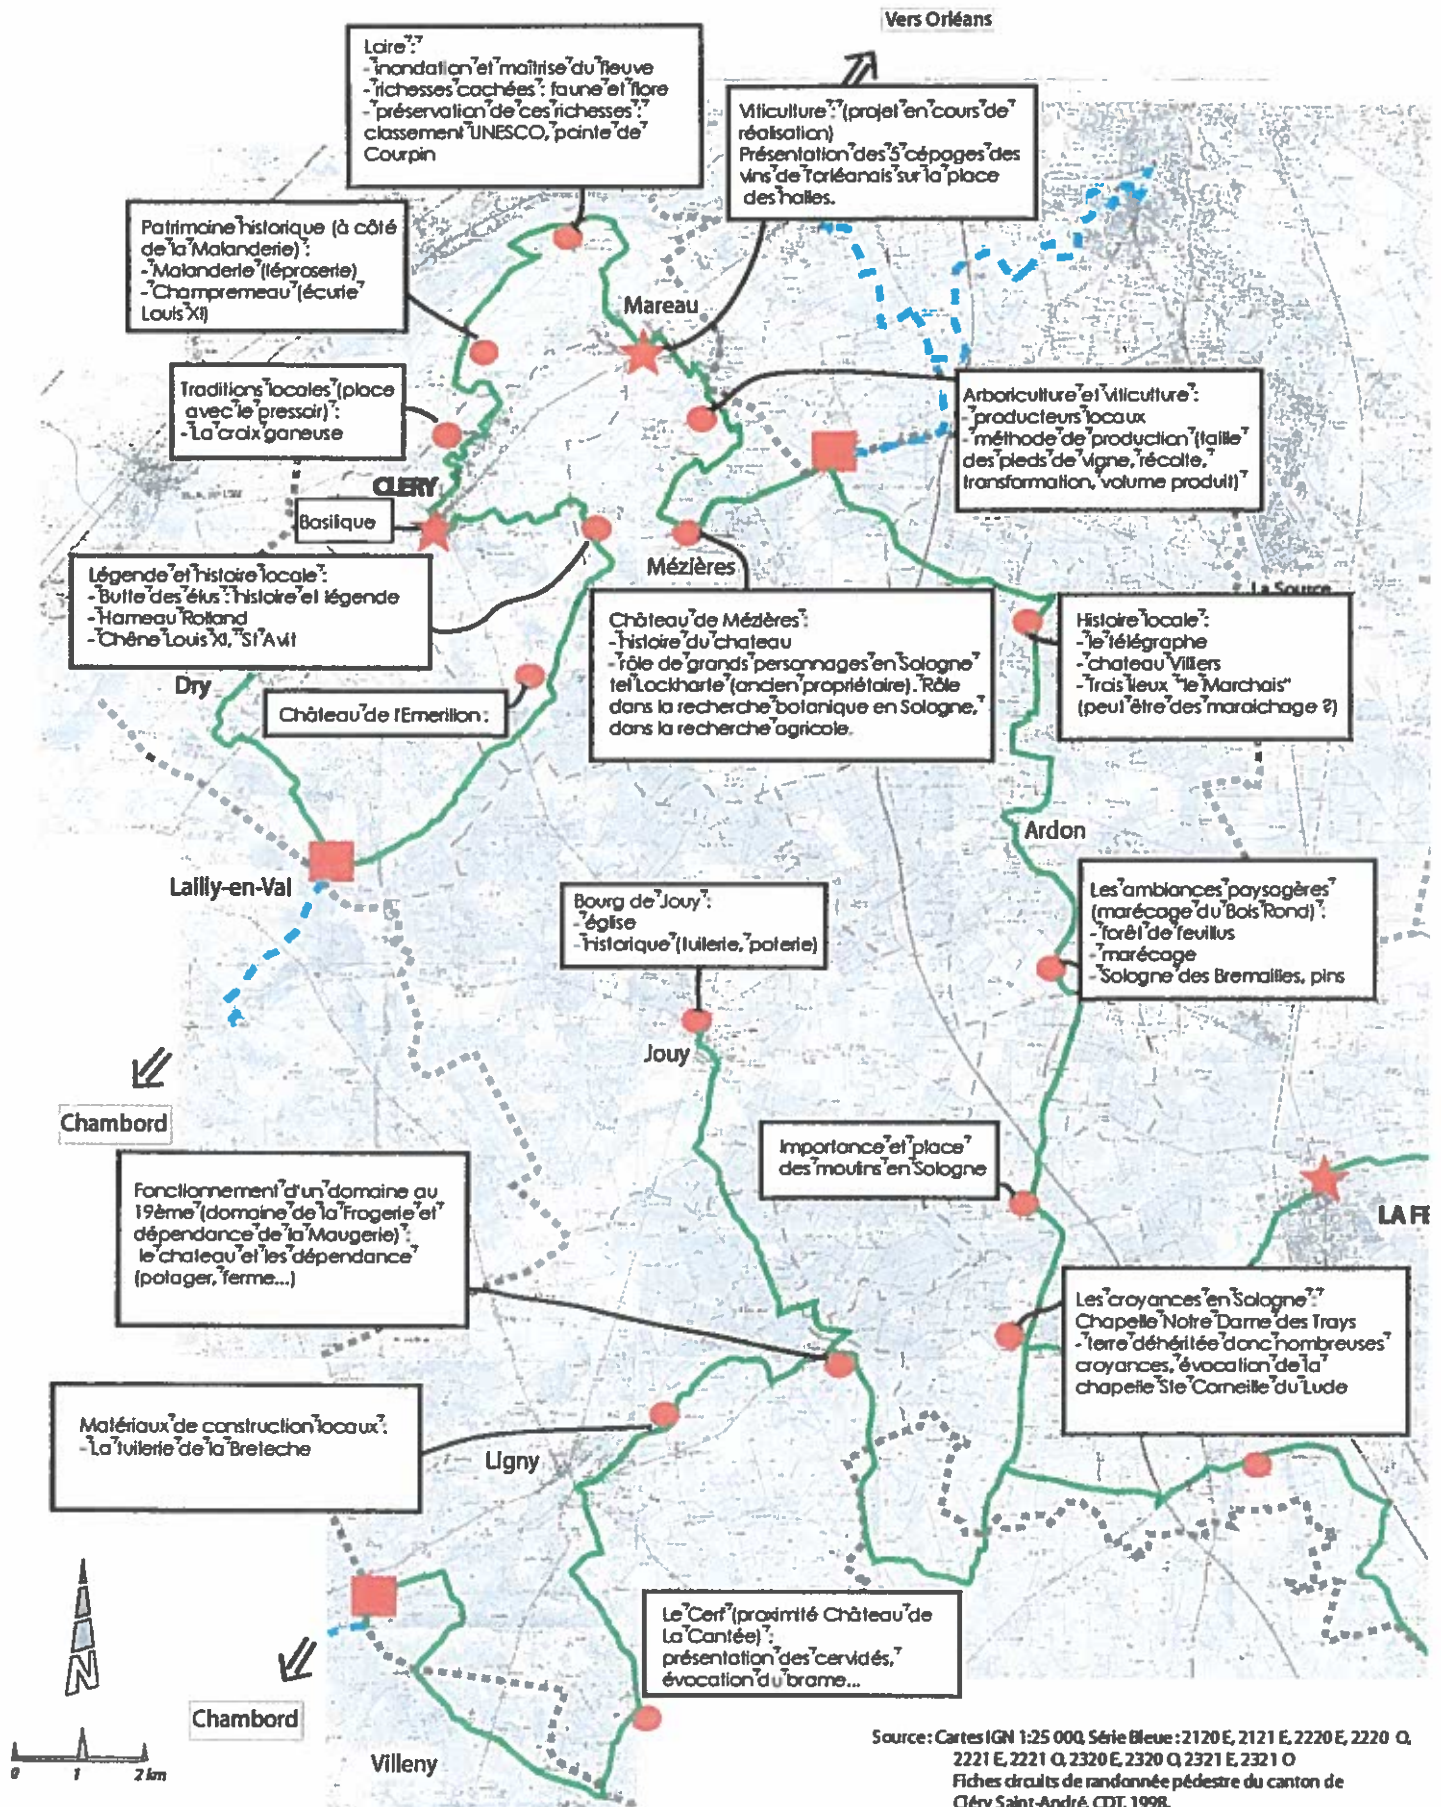 Vers Orléans
Loire :
- inondation et maîtrise du fleuve
- richesses cachées : faune et flore
- préservation de ces richesses :
classement UNESCO, pointe de
Courpin
Viticulture : (projet en cours de
réalisation)
Présentation des 5 cépages des
vins de l'orléanais sur la place
des halles.
Patrimoine historique (à côté
de la Maladerie) :
- Maladerie (léproserie)
- Champremeau (écurie
Louis XI)
Mareau
Traditions locales (place
avec le pressoir) :
- La croix ganeuse
Arboriculture et viticulture :
- producteurs locaux
- méthode de production (taille
des pieds de vigne, récolte,
transformation, volume produit)
CLERY
Basilique
Légende et histoire locale :
- Butte des élus : histoire et légende
- Hameau Rolland
- Chêne Louis XI, St Avit
Mézières
La Source
Château de Mézières :
- histoire du chateau
- rôle de grands personnages en Sologne
tel Lockharte (ancien propriétaire). Rôle
dans la recherche botanique en Sologne,
dans la recherche agricole.
Histoire locale :
- le télégraphe
- chateau Villiers
- Trois lieux "le Marchais"
(peut être des maraichage ?)
Dry
Château de l'Emerillon :
Ardon
Lailly-en-Val
Bourg de Jouy :
- église
- historique (tuilerie, poterie)
Les ambiances paysagères
(marécage du Bois Rond) :
- forêt de feuillus
- marécage
- Sologne des Bremailles, pins
Jouy
Chambord
Importance et place
des moulins en Sologne
Fonctionnement d'un domaine au
19ème (domaine de la Frogerie et
dépendance de la Maugerie) :
le chateau et les dépendance
(potager, ferme...)
LA FE
Les croyances en Sologne :
Chapelle Notre Dame des Trays
- terre déhéritée donc nombreuses
croyances, évocation de la
chapelle Ste Corneille du Lude
Matériaux de construction locaux :
- La tuilerie de la Breteche
Ligny
Le Cerf (proximité Château de
La Cantée) :
présentation des cervidés,
évocation du brame...
N
Chambord
0 1 2 km
Villeny
Source : Cartes IGN 1:25 000, Série Bleue : 2120 E, 2121 E, 2220 E, 2220 O,
2221 E, 2221 O, 2320 E, 2320 O, 2321 E, 2321 O
Fiches circuits de randonnée pédestre du canton de
Cléry Saint-André, CDT, 1998.